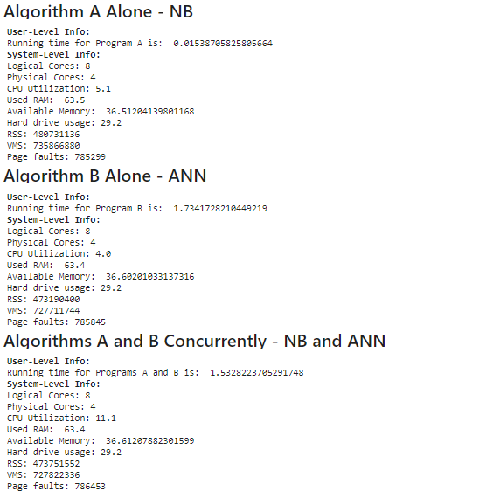 Algorithm A Alone - NB
User-Level Info:
Running time for Program A is:  0.01538705825805664
System-Level Info:
Logical Cores: 8
Physical Cores: 4
CPU Utilization: 5.1
Used RAM:  63.5
Available Memory:  36.51204139801168
Hard drive usage: 29.2
RSS: 480731136
VMS: 735866880
Page faults: 785299
Algorithm B Alone - ANN
User-Level Info:
Running time for Program B is:  1.7341728210449219
System-Level Info:
Logical Cores: 8
Physical Cores: 4
CPU Utilization: 4.0
Used RAM:  63.4
Available Memory:  36.60201033137316
Hard drive usage: 29.2
RSS: 473190400
VMS: 727711744
Page faults: 785845
Algorithms A and B Concurrently - NB and ANN
User-Level Info:
Running time for Programs A and B is:  1.5328223705291748
System-Level Info:
Logical Cores: 8
Physical Cores: 4
CPU Utilization: 11.1
Used RAM:  63.4
Available Memory:  36.61207882301599
Hard drive usage: 29.2
RSS: 473751552
VMS: 727822336
Page faults: 786453